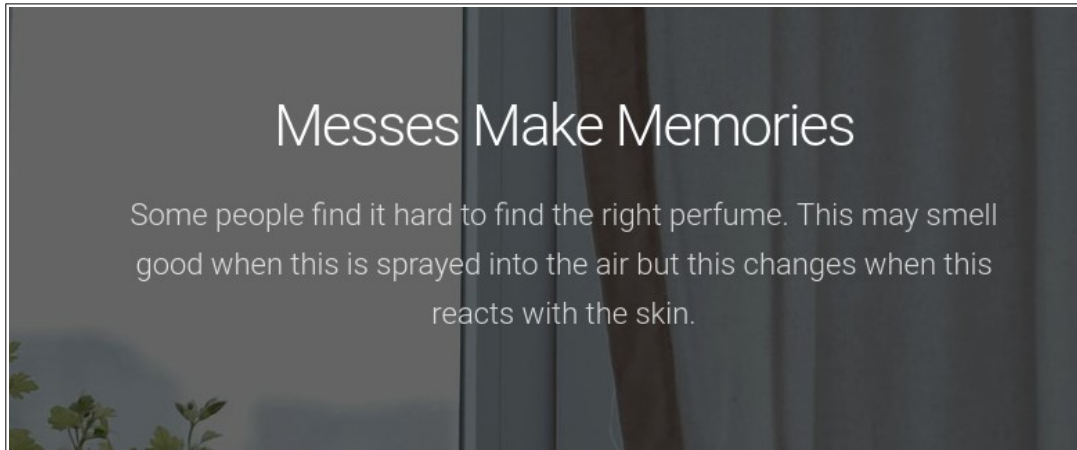 Messes Make Memories
Some people find it hard to find the right perfume. This may smell
good when this is sprayed into the air but this changes when this
reacts with the skin.